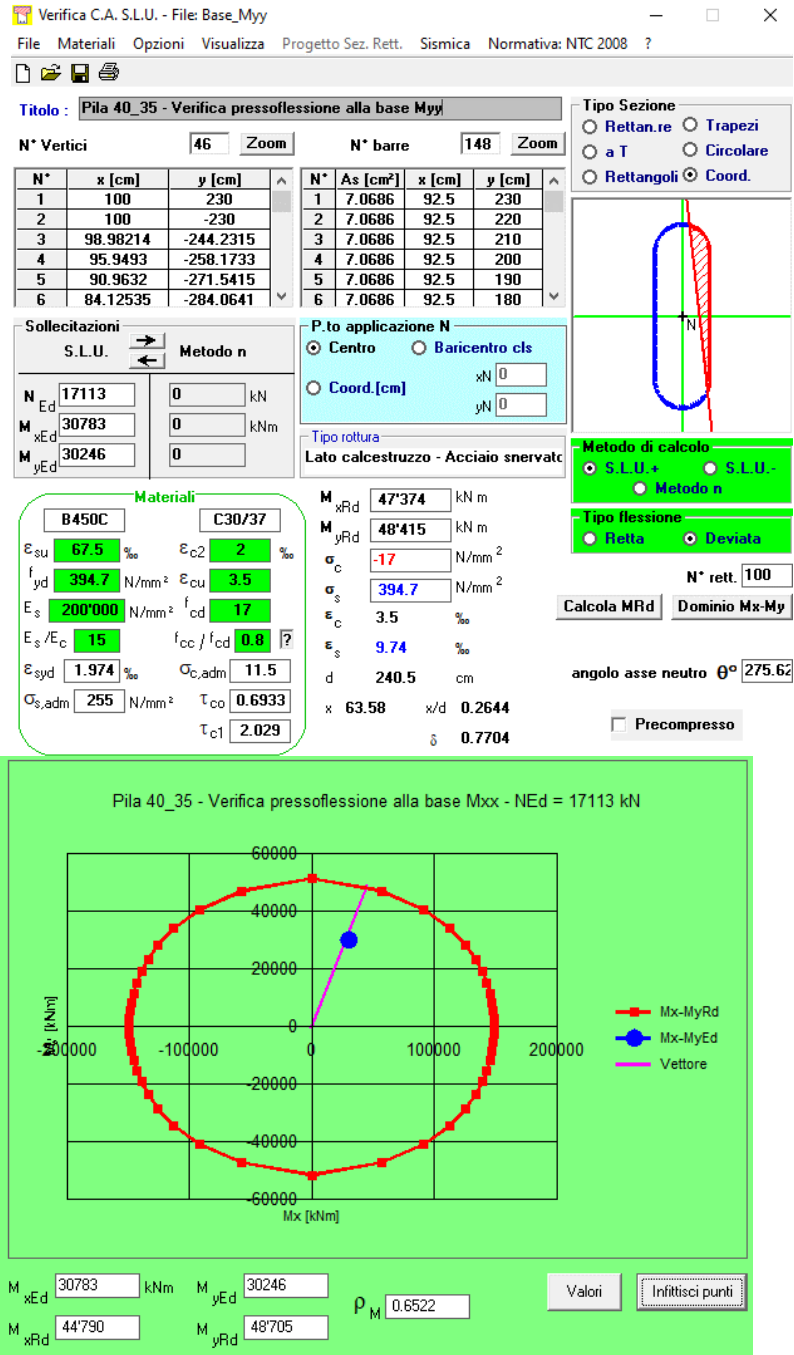 Verifica C.A. S.L.U. - File: Base_Myy
File Materiali Opzioni Visualizza Progetto Sez. Rett. Sismica Normativa: NTC 2008 ?
Titolo : Pila 40_35 - Verifica pressoflessione alla base Myy
N° Vertici 46 Zoom N° barre 148 Zoom
N° x [cm] y [cm]
1 100 230
2 100 -230
3 98.98214 -244.2315
4 95.9493 -258.1733
5 90.9632 -271.5415
6 84.12535 -284.0641
N° As [cm²] x [cm] y [cm]
1 7.0686 92.5 230
2 7.0686 92.5 220
3 7.0686 92.5 210
4 7.0686 92.5 200
5 7.0686 92.5 190
6 7.0686 92.5 180
Tipo Sezione
Rettan.re Trapezi
a T Circolare
Rettangoli Coord.
N
Sollecitazioni
S.L.U. Metodo n
N Ed 17113 0 kN
M xEd 30783 0 kNm
M yEd 30246 0
P.to applicazione N
Centro Baricentro cls
Coord.[cm] xN 0
yN 0
Tipo rottura
Lato calcestruzzo - Acciaio snervato
Metodo di calcolo
S.L.U.+ S.L.U.-
Metodo n
Tipo flessione
Retta Deviata
N° rett. 100
Calcola MRd Dominio Mx-My
angolo asse neutro θ° 275.62
Precompresso
Materiali
B450C C30/37
εsu 67.5 ‰ εc2 2 ‰
fyd 394.7 N/mm² εcu 3.5
Es 200'000 N/mm² fcd 17
Es/Ec 15 fcc / fcd 0.8 ?
εsyd 1.974 ‰ σc,adm 11.5
σs,adm 255 N/mm² τco 0.6933
τc1 2.029
M xRd 47'374 kN m
M yRd 48'415 kN m
σc -17 N/mm²
σs 394.7 N/mm²
εc 3.5 ‰
εs 9.74 ‰
d 240.5 cm
x 63.58 x/d 0.2644
δ 0.7704
Pila 40_35 - Verifica pressoflessione alla base Mxx - NEd = 17113 kN
60000
40000
20000
0
-200000 -100000 0 100000 200000
-20000
-40000
-60000
Mx [kNm]
Mx-MyRd
Mx-MyEd
Vettore
M xEd 30783 kNm M yEd 30246
ρ M 0.6522
Valori Infittisci punti
M xRd 44'790 M yRd 48'705